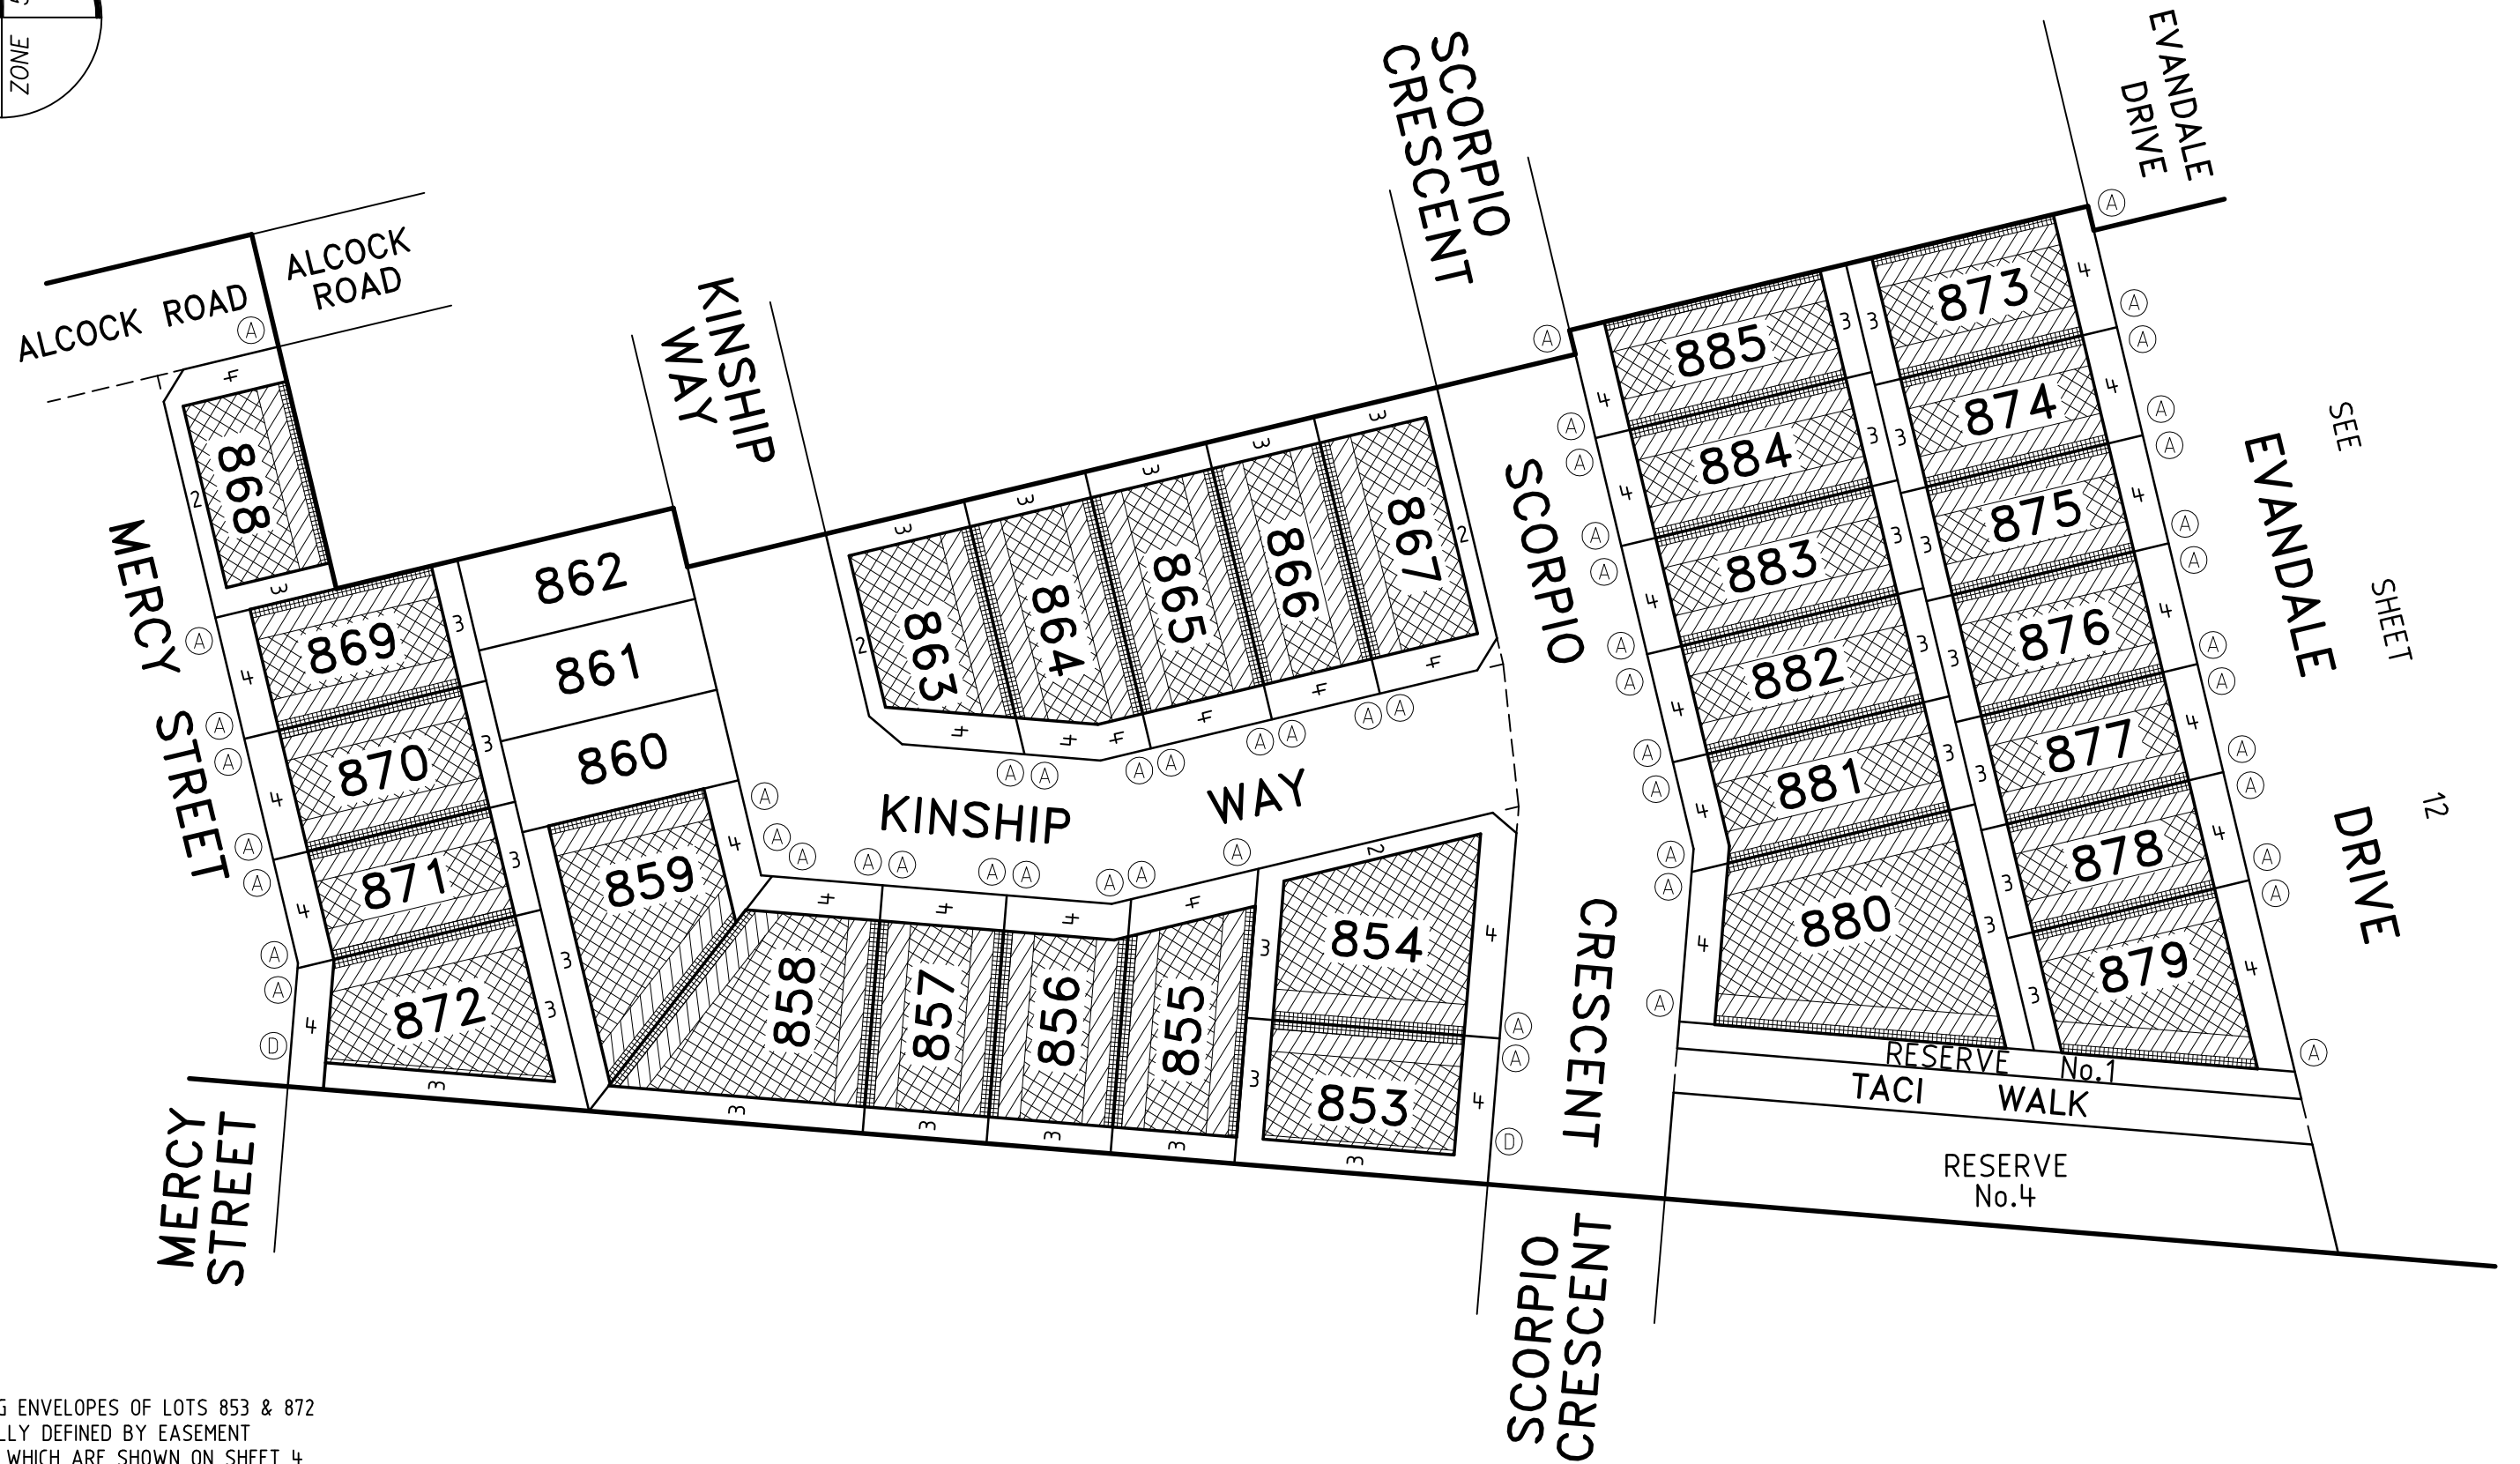 ZONE
ALCOCK ROAD
ALCOCK
ROAD
KINSHIP
WAY
SCORPIO
CRESCENT
EVANDALE
DRIVE
MERCY STREET
868
869
870
871
872
862
861
860
859
863
864
865
866
867
KINSHIP WAY
858
857
856
855
854
853
SCORPIO CRESCENT
885
884
883
882
881
880
873
874
875
876
877
878
879
EVANDALE DRIVE
SEE SHEET 12
RESERVE No.1
TACI WALK
RESERVE
No.4
MERCY
STREET
SCORPIO
CRESCENT
ENVELOPES OF LOTS 853 & 872
DEFINED BY EASEMENT
WHICH ARE SHOWN ON SHEET 4